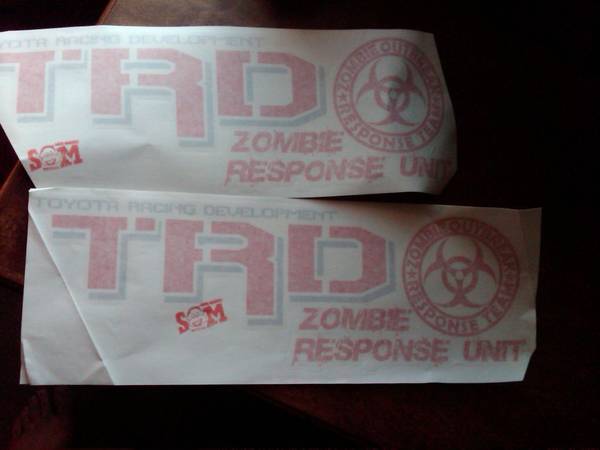 TOYOTA RACING DEVELOPMENT
TRD
ZOMBIE OUTBREAK
RESPONSE TEAM
ZOMBIE
RESPONSE UNIT
SOM
TOYOTA RACING DEVELOPMENT
TRD
ZOMBIE OUTBREAK
RESPONSE TEAM
SOM
ZOMBIE
RESPONSE UNIT